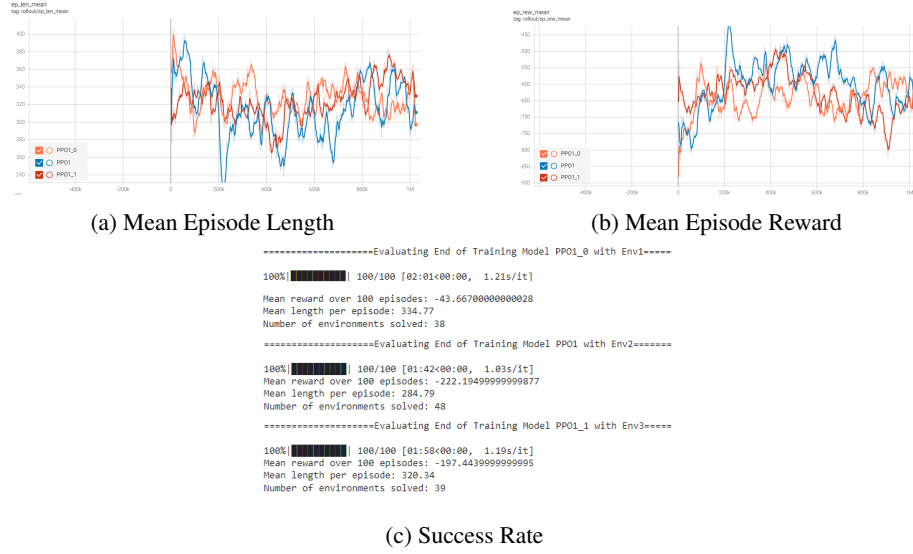 ep_len_mean
tag: rollout/ep_len_mean
400
380
360
340
320
300
280
260
240
PPO1_0
PPO1
PPO1_1
-400k
-200k
0
200k
400k
600k
800k
1M
(a) Mean Episode Length
ep_rew_mean
tag: rollout/ep_rew_mean
-450
-500
-550
-600
-650
-700
-750
-800
-850
-900
PPO1_0
PPO1
PPO1_1
-400k
-200k
0
200k
400k
600k
800k
1M
(b) Mean Episode Reward
====================Evaluating End of Training Model PPO1_0 with Env1=====
100%|██████████| 100/100 [02:01<00:00, 1.21s/it]
Mean reward over 100 episodes: -43.66700000000028
Mean length per episode: 334.77
Number of environments solved: 38
====================Evaluating End of Training Model PPO1 with Env2=======
100%|██████████| 100/100 [01:42<00:00, 1.03s/it]
Mean reward over 100 episodes: -222.19499999999877
Mean length per episode: 284.79
Number of environments solved: 48
====================Evaluating End of Training Model PPO1_1 with Env3=====
100%|██████████| 100/100 [01:58<00:00, 1.19s/it]
Mean reward over 100 episodes: -197.4439999999995
Mean length per episode: 320.34
Number of environments solved: 39
(c) Success Rate